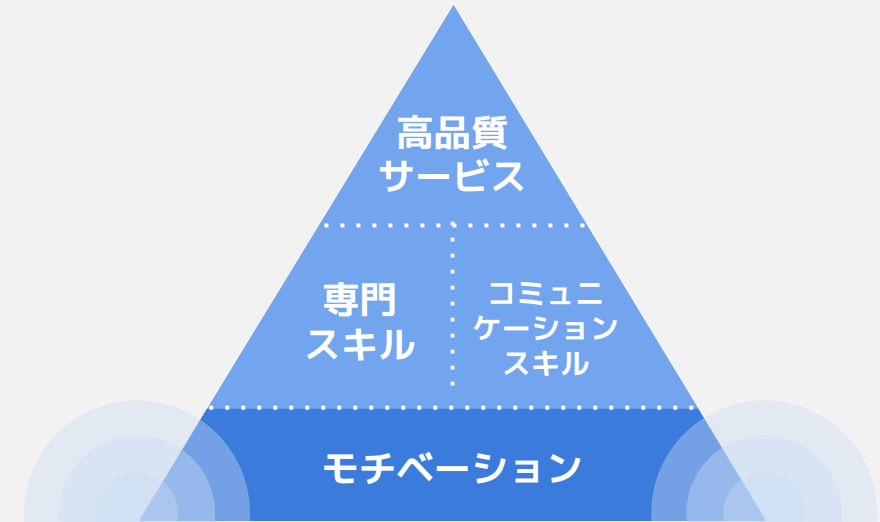 高品質
サービス
専門
スキル
コミュニ
ケーション
スキル
モチベーション